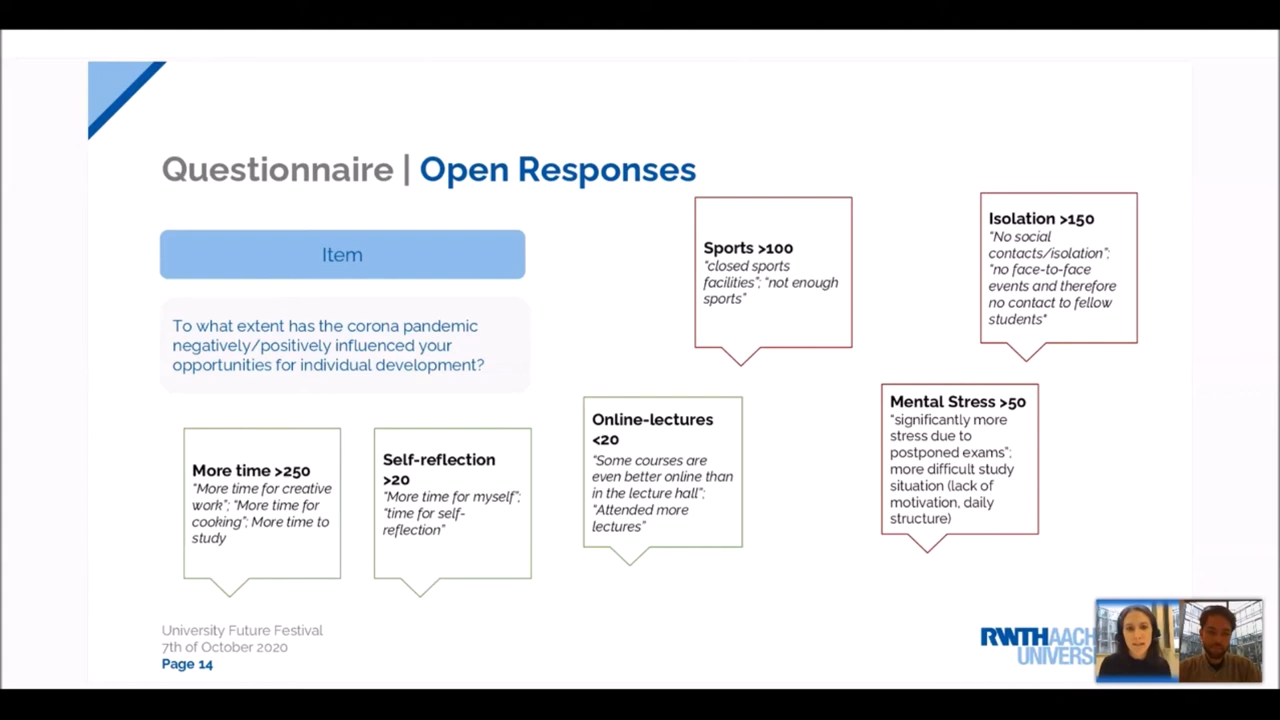 Questionnaire | Open Responses
Item
To what extent has the corona pandemic
negatively/positively influenced your
opportunities for individual development?
Sports >100
"closed sports
facilities"; "not enough
sports"
Isolation >150
"No social
contacts/isolation";
"no face-to-face
events and therefore
no contact to fellow
students"
More time >250
"More time for creative
work"; "More time for
cooking"; More time to
study
Self-reflection
>20
"More time for myself";
"time for self-
reflection"
Online-lectures
<20
"Some courses are
even better online than
in the lecture hall";
"Attended more
lectures"
Mental Stress >50
"significantly more
stress due to
postponed exams";
more difficult study
situation (lack of
motivation, daily
structure)
University Future Festival
7th of October 2020
Page 14
RWTHAACH
UNIVERS